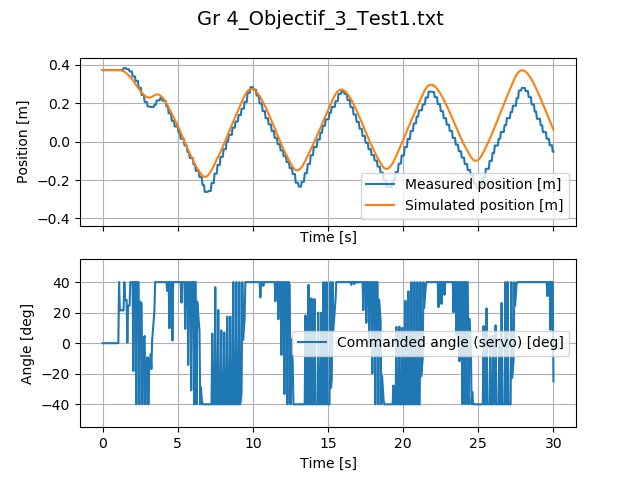 Gr 4_Objectif_3_Test1.txt
Position [m]
0.4
0.2
0.0
−0.2
−0.4
Measured position [m]
Simulated position [m]
Time [s]
Angle [deg]
40
20
0
−20
−40
Commanded angle (servo) [deg]
0 5 10 15 20 25 30
Time [s]